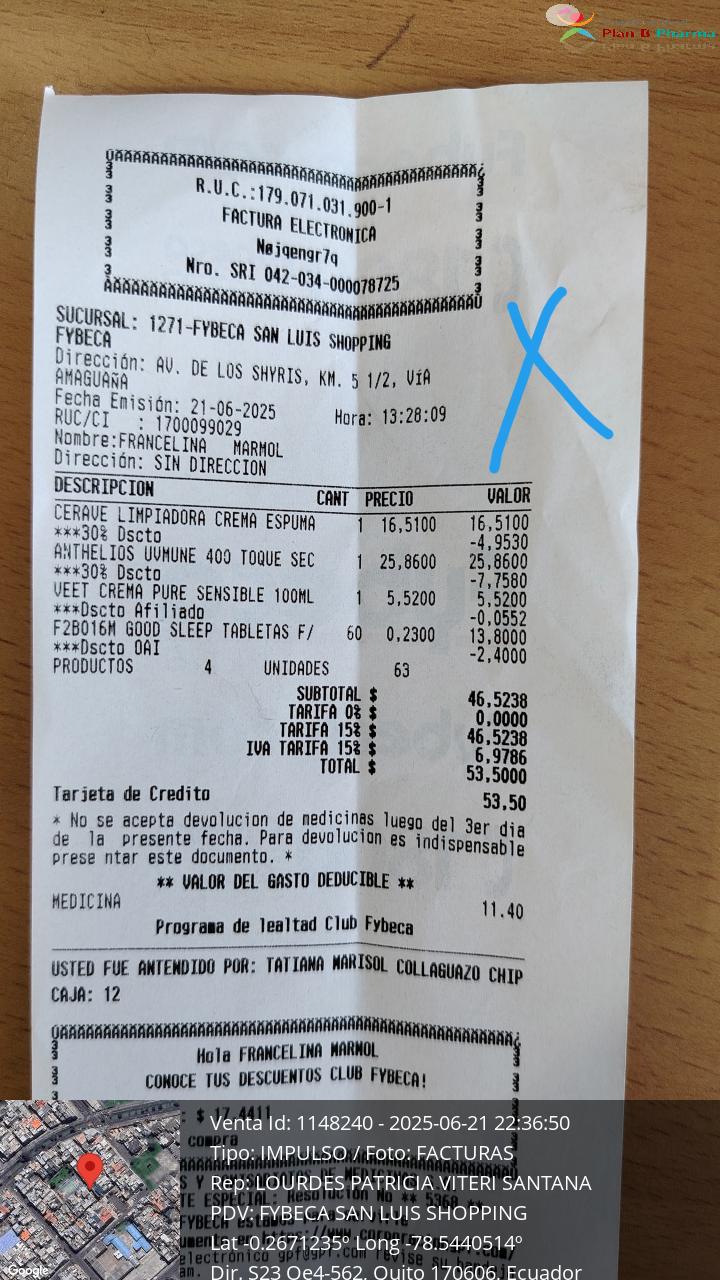 Plan B Pharma
R.U.C.:179.071.031.900-1
FACTURA ELECTRONICA
Nøjqengr7q
Nro. SRI 042-034-000078725
SUCURSAL: 1271-FYBECA SAN LUIS SHOPPING
FYBECA
Dirección: AV. DE LOS SHYRIS, KM. 5 1/2, VíA
AMAGUAÑA
Fecha Emisión: 21-06-2025 Hora: 13:28:09
RUC/CI : 1700099029
Nombre:FRANCELINA MARMOL
Dirección: SIN DIRECCION
DESCRIPCION CANT PRECIO VALOR
CERAVE LIMPIADORA CREMA ESPUMA 1 16,5100 16,5100
***30% Dscto -4,9530
ANTHELIOS UVMUNE 400 TOQUE SEC 1 25,8600 25,8600
***30% Dscto -7,7580
VEET CREMA PURE SENSIBLE 100ML 1 5,5200 5,5200
***Dscto Afiliado -0,0552
F2BO16M GOOD SLEEP TABLETAS F/ 60 0,2300 13,8000
***Dscto OAI -2,4000
PRODUCTOS 4 UNIDADES 63
SUBTOTAL $ 46,5238
TARIFA 0% $ 0,0000
TARIFA 15% $ 46,5238
IVA TARIFA 15% $ 6,9786
TOTAL $ 53,5000
Tarjeta de Credito 53,50
* No se acepta devolucion de medicinas luego del 3er dia
de la presente fecha. Para devolucion es indispensable
prese ntar este documento. *
** VALOR DEL GASTO DEDUCIBLE **
MEDICINA 11.40
Programa de lealtad Club Fybeca
USTED FUE ANTENDIDO POR: TATIANA MARISOL COLLAGUAZO CHIP
CAJA: 12
Hola FRANCELINA MARMOL
CONOCE TUS DESCUENTOS CLUB FYBECA!
: $ 17.4411
compra
Venta Id: 1148240 - 2025-06-21 22:36:50
Tipo: IMPULSO / Foto: FACTURAS
Rep: LOURDES PATRICIA VITERI SANTANA
PDV: FYBECA SAN LUIS SHOPPING
Lat -0.2671235º Long -78.5440514º
Dir. S23 Oe4-562, Quito 170606, Ecuador
Google